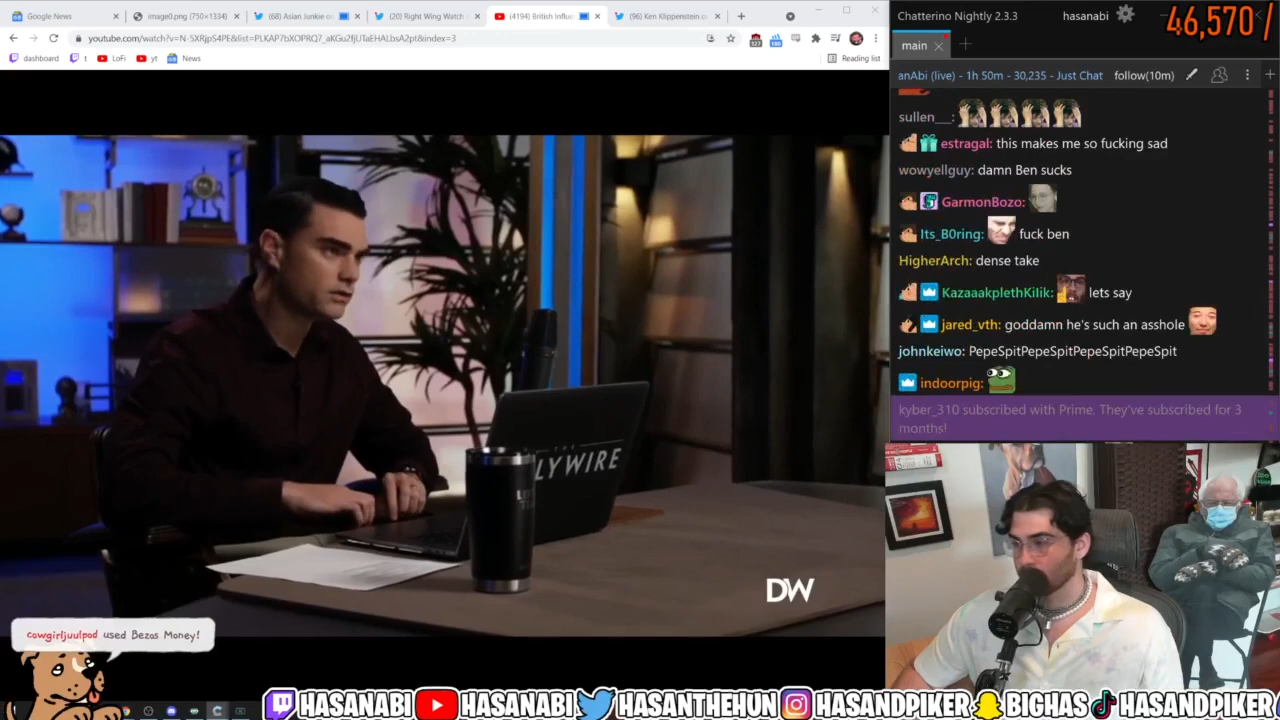 Google News
image0.png (750×1334)
(68) Asian Junkie o
(20) Right Wing Watch
(4194) British Influe
(96) Ken Klippenstein
youtube.com/watch?v=N-5XRjpS4PE&list=PLKAP7bXOPRQ7_aKGu2fjUTaEHALbsA2pt&index=3
dashboard
t
LoFi
yt
News
Reading list
Chatterino Nightly 2.3.3
hasanabi
46,570 /
main
anAbi (live) - 1h 50m - 30,235 - Just Chat
follow(10m)
sullen___:
estragal: this makes me so fucking sad
wowyellguy: damn Ben sucks
GarmonBozo:
Its_B0ring: fuck ben
HigherArch: dense take
KazaaakplethKilik: lets say
jared_vth: goddamn he's such an asshole
johnkeiwo: PepeSpitPepeSpitPepeSpitPepeSpit
indoorpig:
kyber_310 subscribed with Prime. They've subscribed for 3
months!
LYWIRE
DW
cowgirljuulpod used Bezos Money!
HASANABI
HASANABI
HASANTHEHUN
HASANDPIKER
BIGHAS
HASANDPIKER